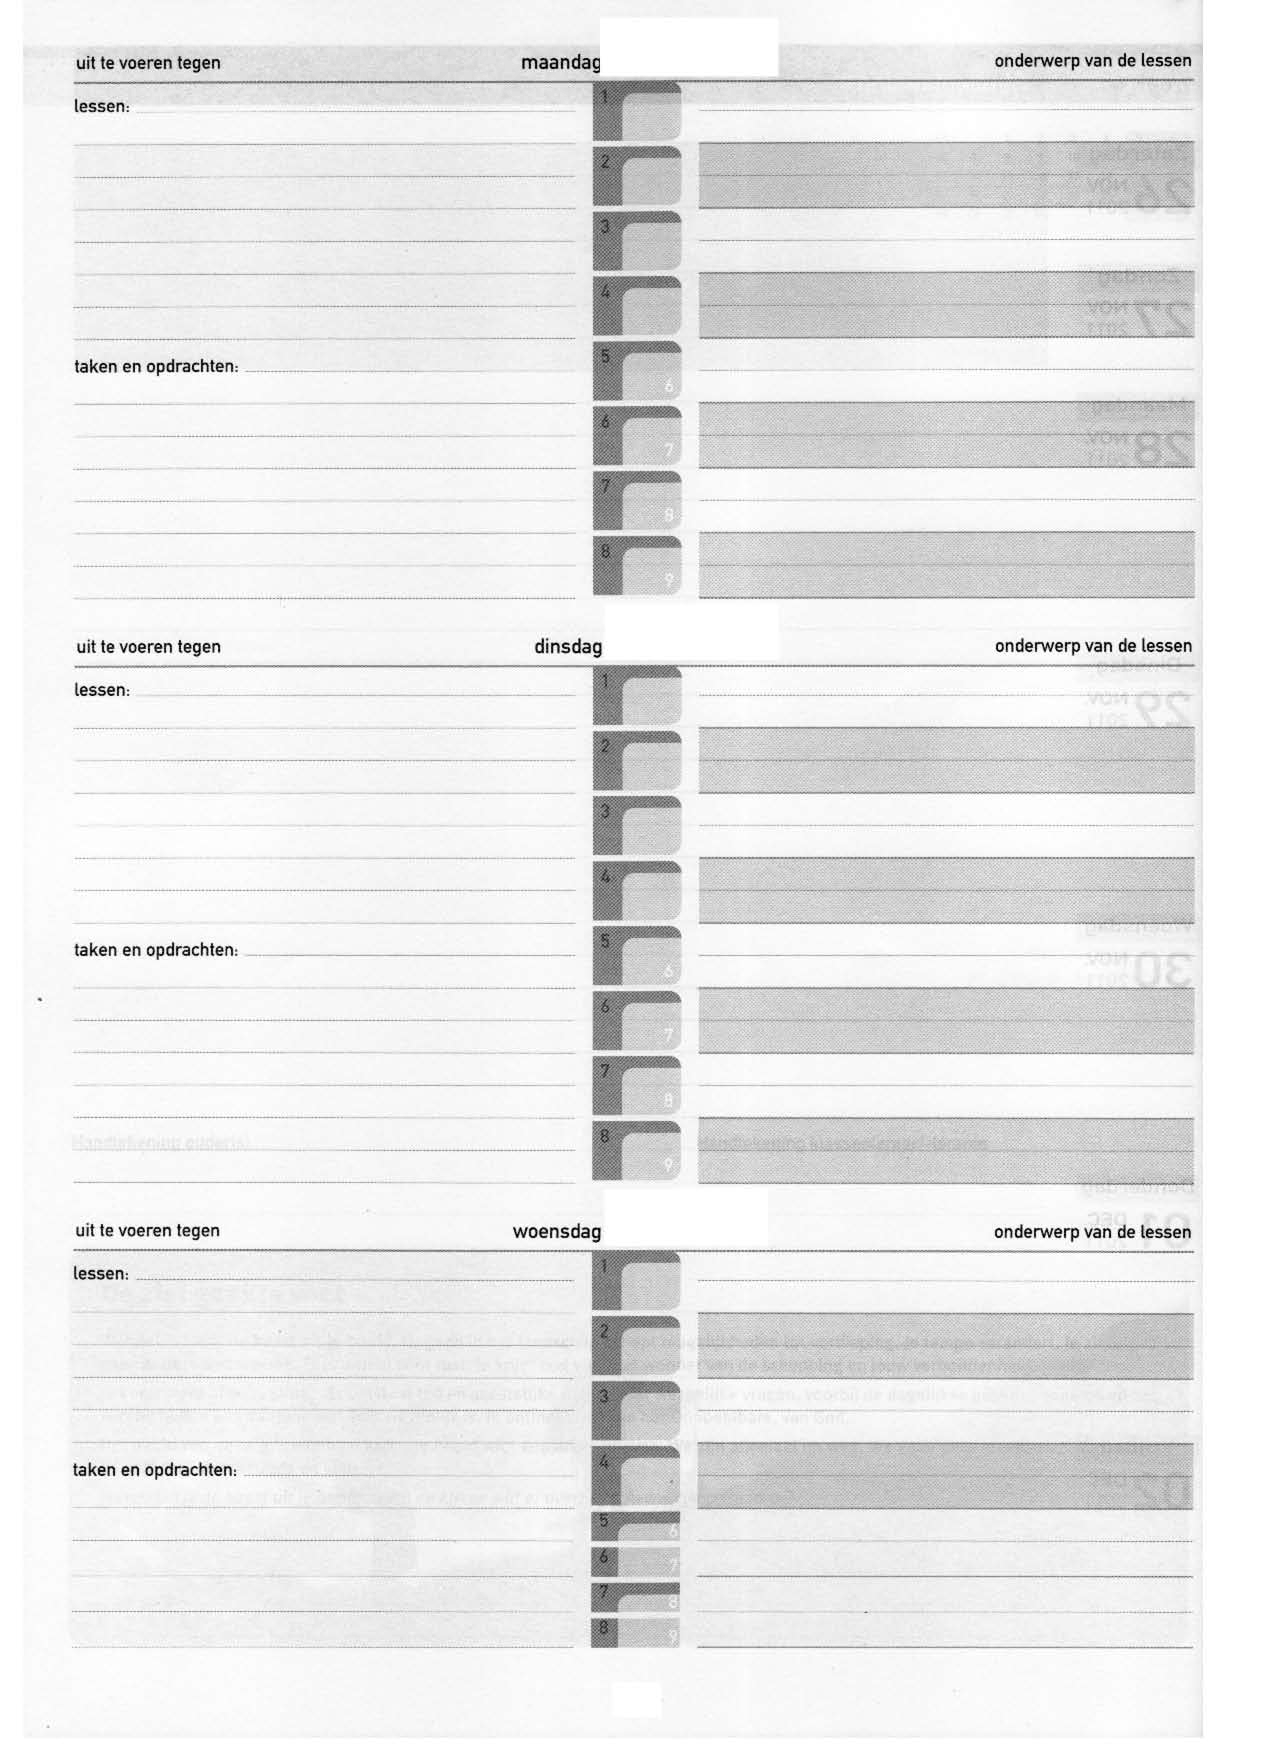 uit te voeren tegen maandag onderwerp van de lessen
lessen:
1
2
3
4
taken en opdrachten:
5 6
6 7
7 8
8 9
uit te voeren tegen dinsdag onderwerp van de lessen
lessen:
1
2
3
4
taken en opdrachten:
5 6
6 7
7 8
8 9
uit te voeren tegen woensdag onderwerp van de lessen
lessen:
1
2
3
4
taken en opdrachten:
5 6
6 7
7 8
8 9